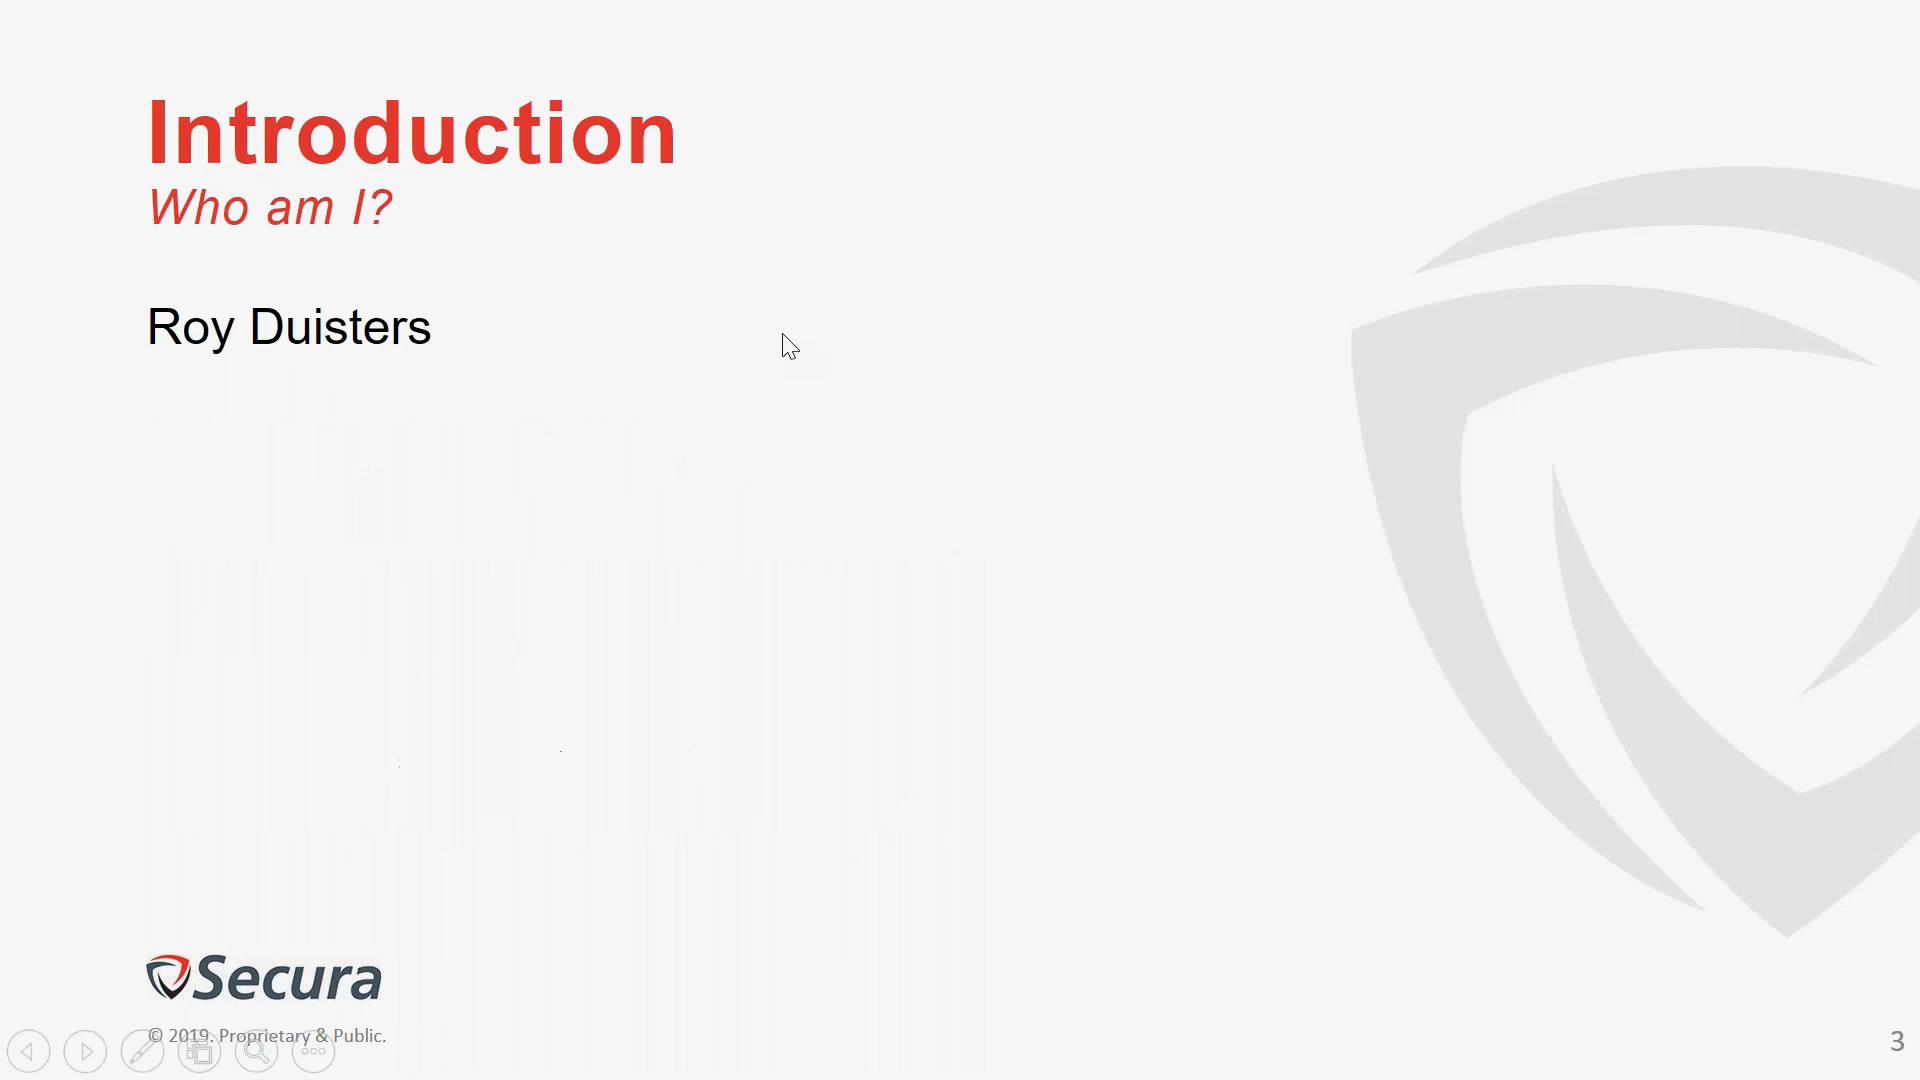 Introduction
Who am I?
Roy Duisters
Secura
© 2019. Proprietary & Public.
3